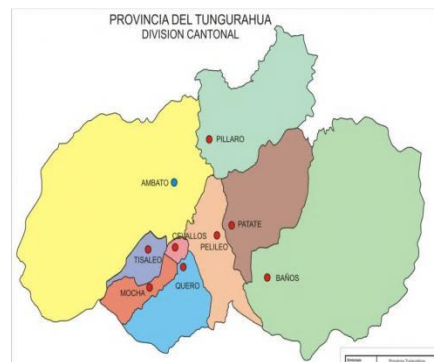 PROVINCIA DEL TUNGURAHUA
DIVISION CANTONAL
PILLARO
AMBATO
PATATE
CEVALLOS
PELILEO
TISALEO
BAÑOS
QUERO
MOCHA